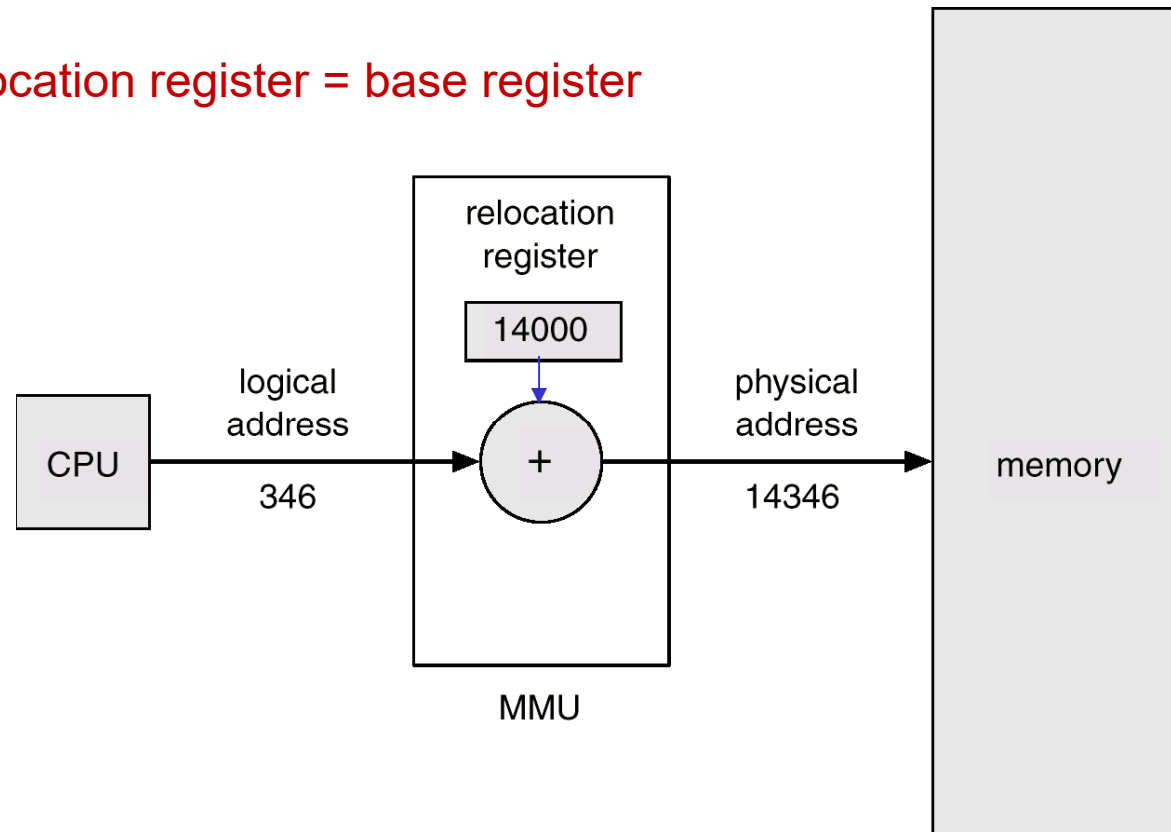 ocation register = base register
relocation
register
14000
logical
address
physical
address
CPU
+
memory
346
14346
MMU